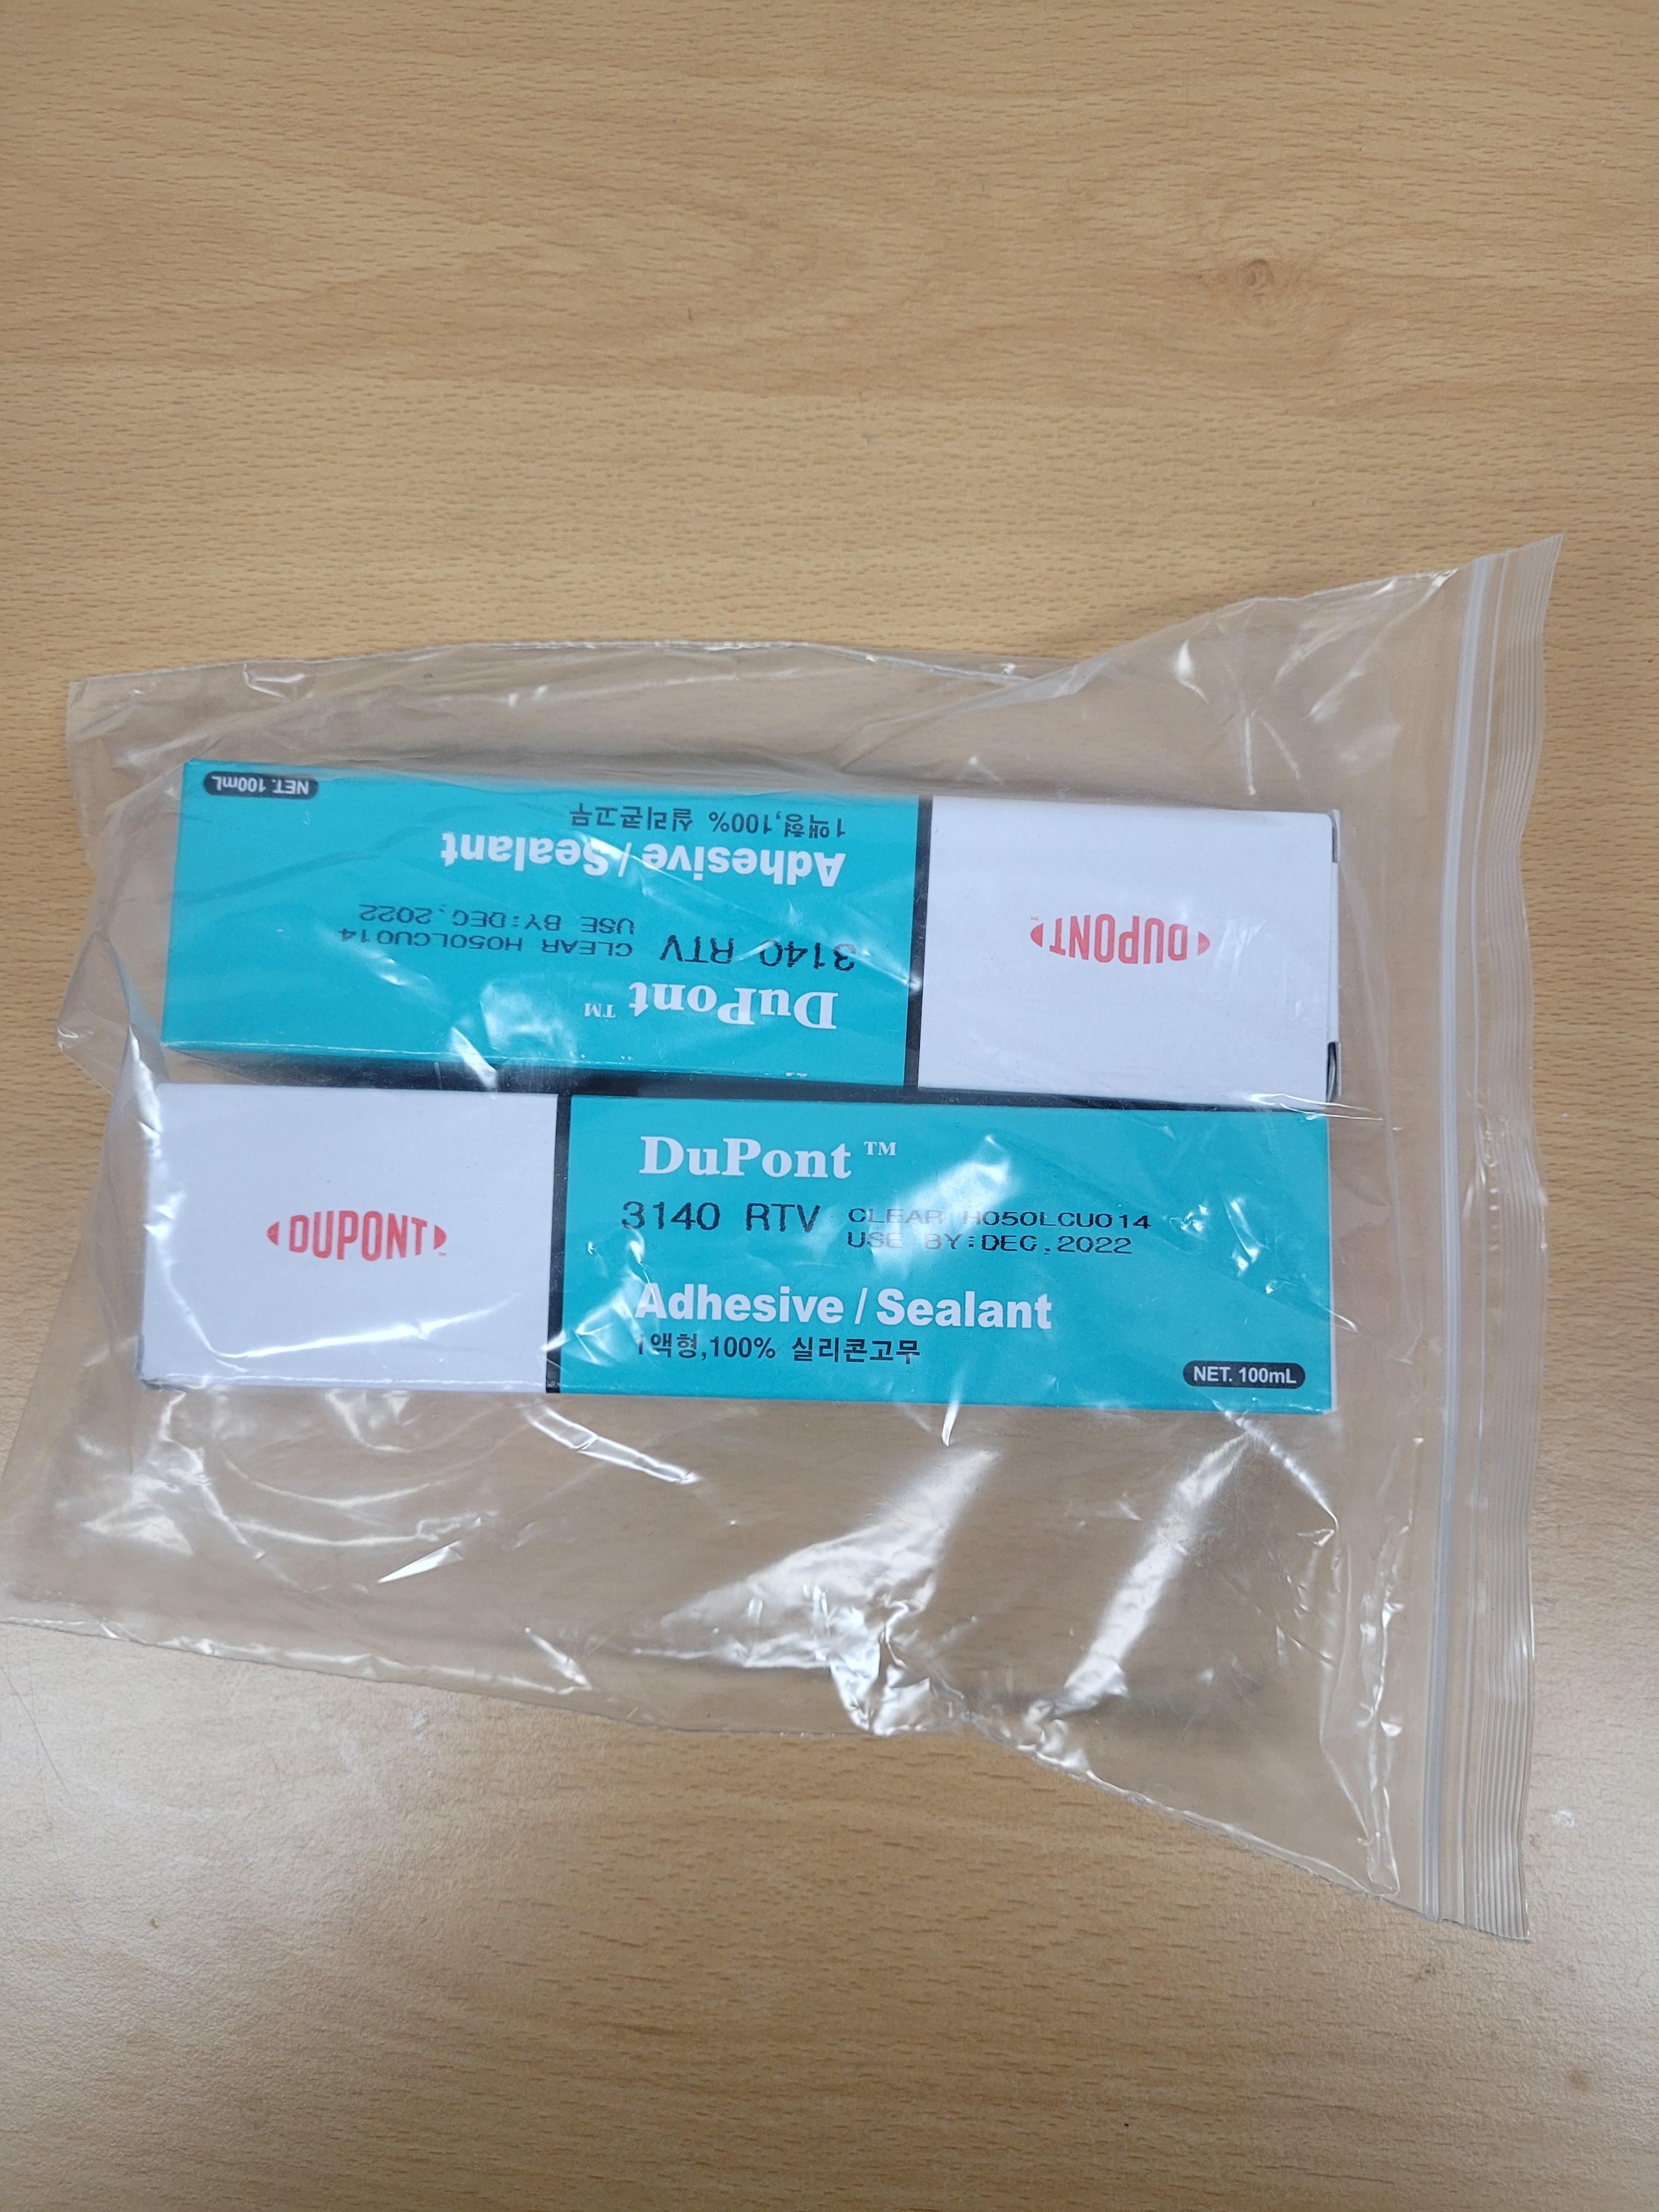 NET. 100mL
1액형,100% 실리콘고무
Adhesive / Sealant
USE BY:DEC,2022
CLEAR H050LCU014
3140 RTV
DuPont ™
DUPONT™
DUPONT™
DuPont ™
3140 RTV CLEAR H050LCU014
USE BY:DEC,2022
Adhesive / Sealant
1액형,100% 실리콘고무
NET. 100mL